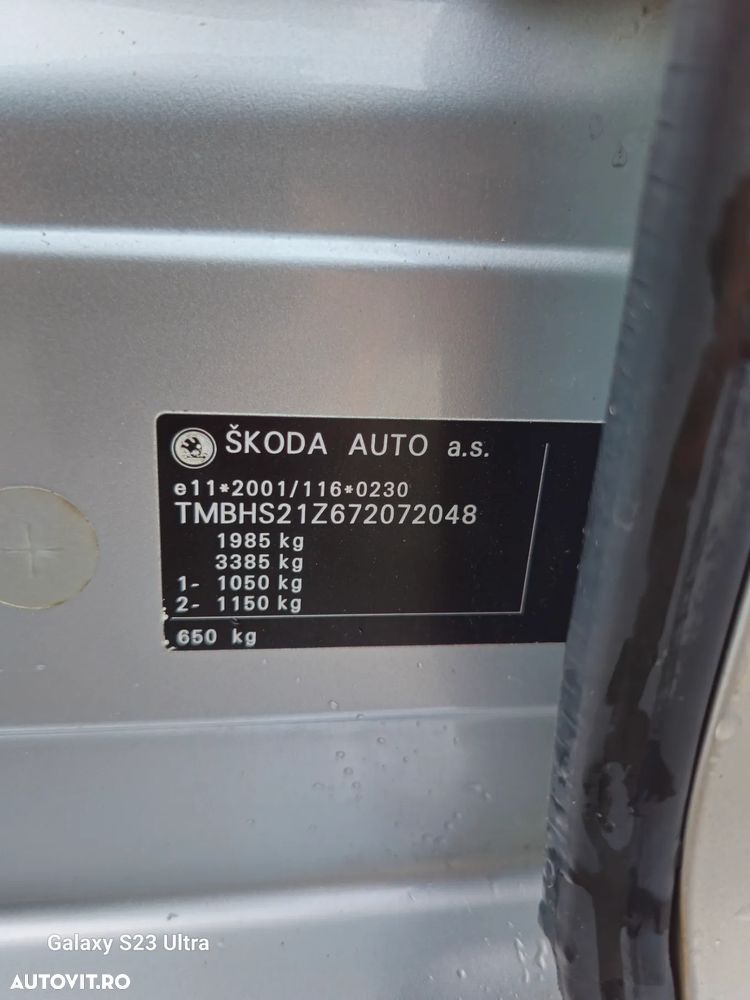 ŠKODA AUTO a.s.
e11*2001/116*0230
TMBHS21Z672072048
1985 kg
3385 kg
1- 1050 kg
2- 1150 kg
650 kg
Galaxy S23 Ultra
AUTOVIT.RO